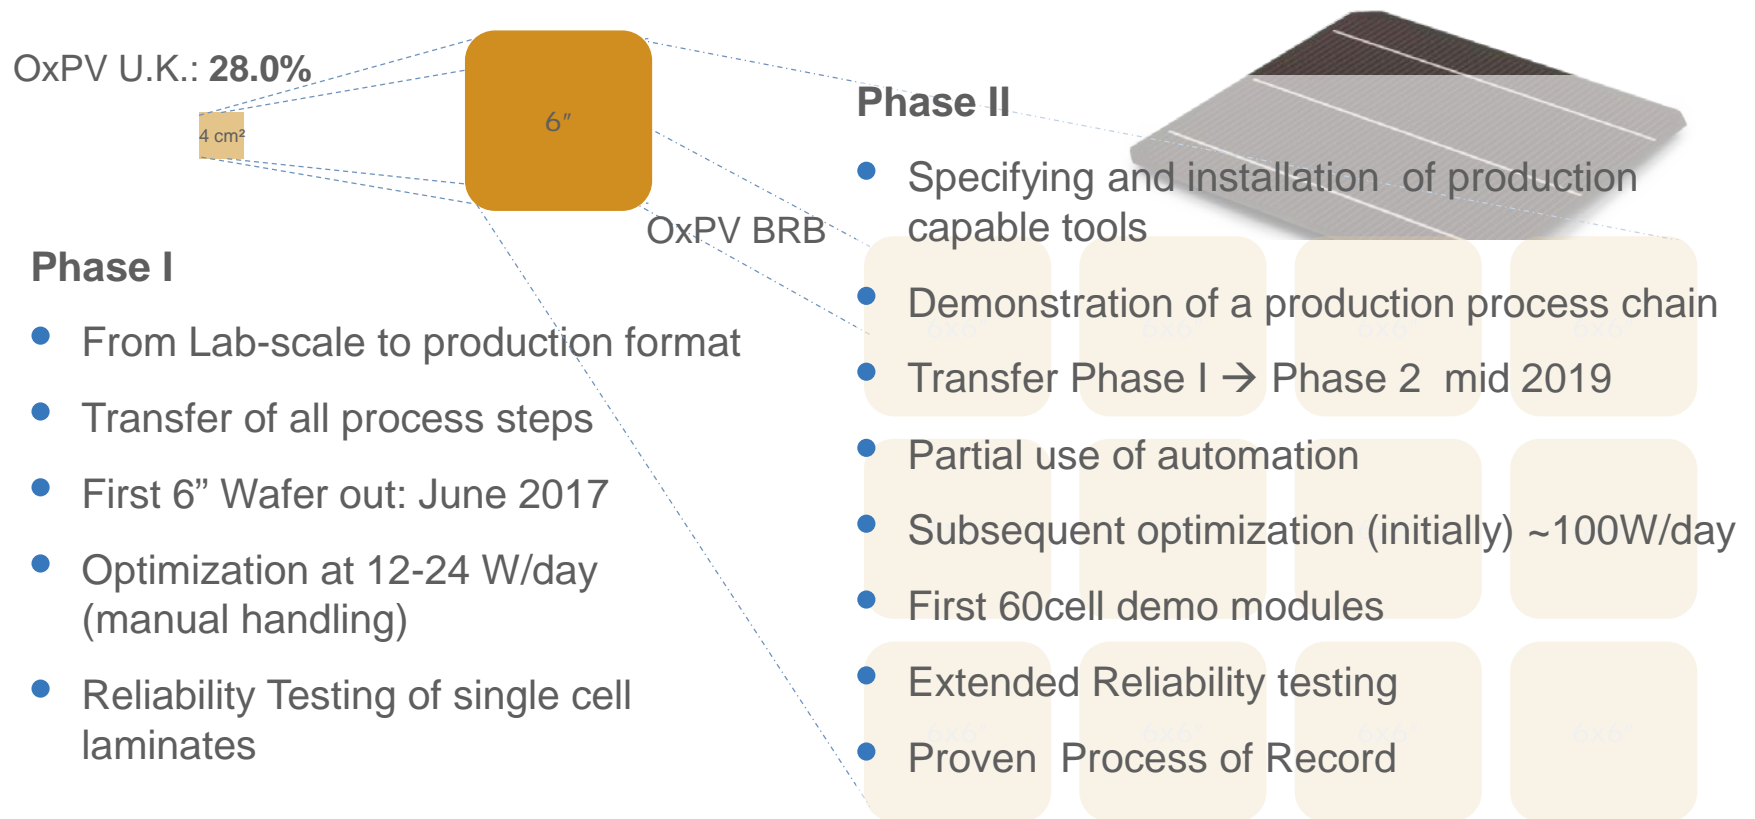 OxPV U.K.: 28.0%
4 cm²
6″
OxPV BRB
Phase I
From Lab-scale to production format
Transfer of all process steps
First 6” Wafer out: June 2017
Optimization at 12-24 W/day
(manual handling)
Reliability Testing of single cell
laminates
Phase II
Specifying and installation of production
capable tools
Demonstration of a production process chain
Transfer Phase I → Phase 2 mid 2019
Partial use of automation
Subsequent optimization (initially) ~100W/day
First 60cell demo modules
Extended Reliability testing
Proven Process of Record
6x6″
6x6″
6x6″
6x6″